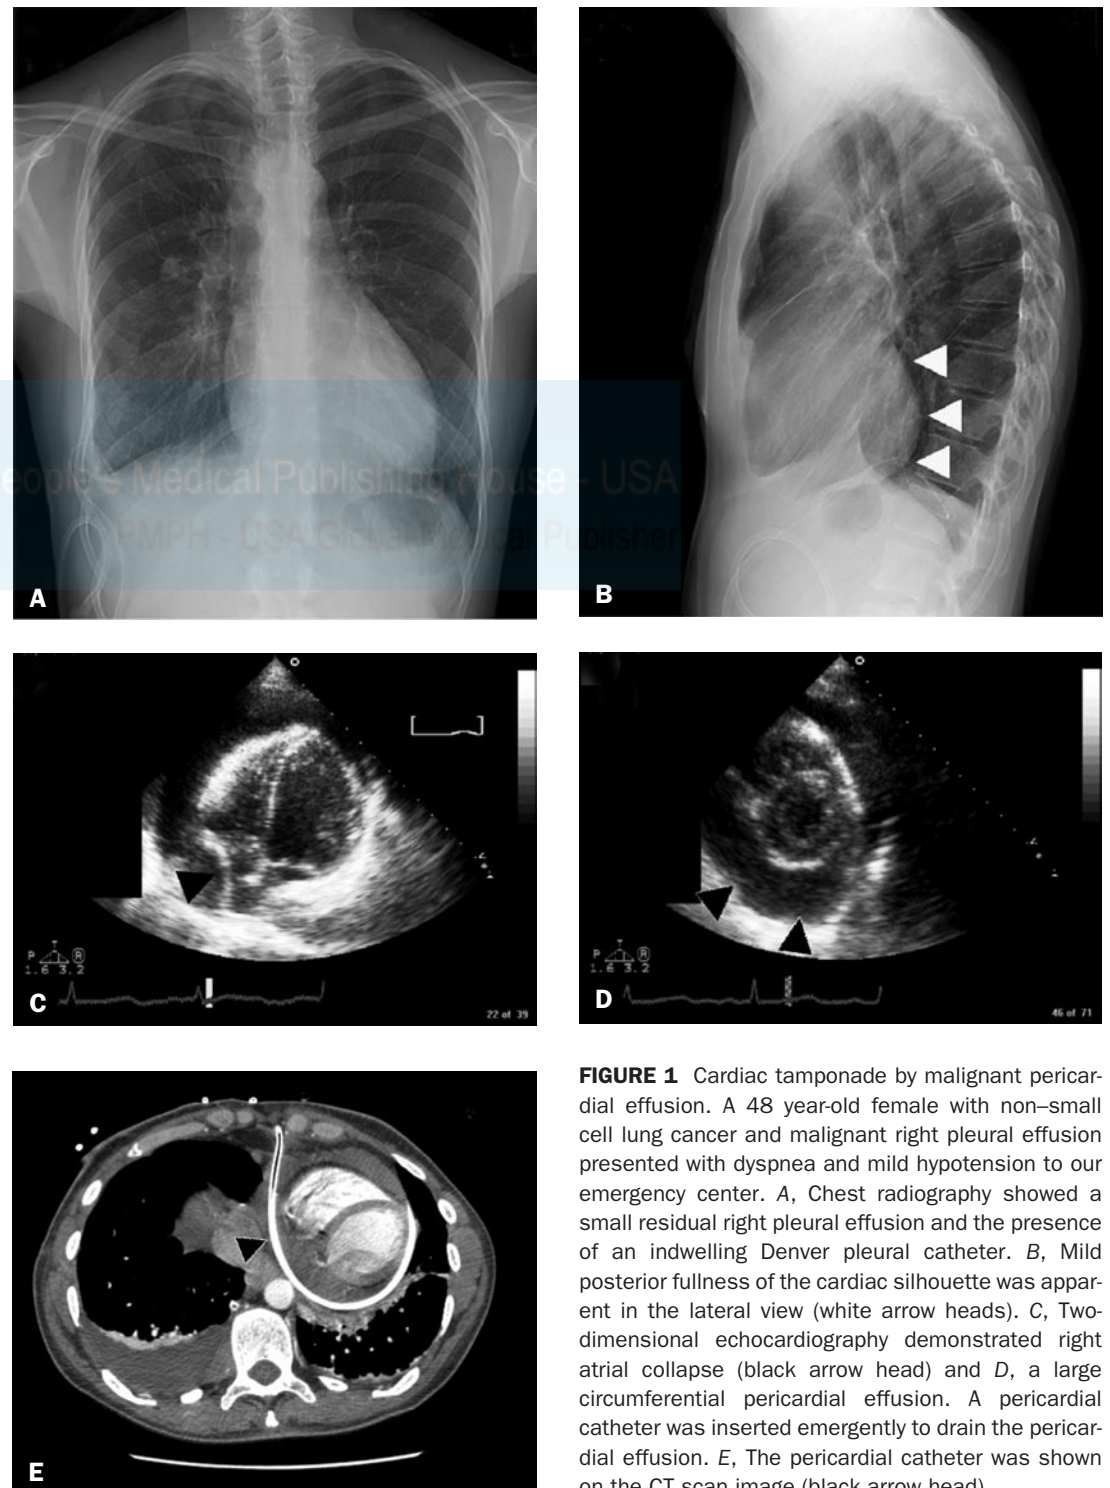 People's Medical Publishing House - USA
PMPH - USA Global Medical Publisher
A
B
P T R
1.6 3.2
C
22 of 39
P T R
1.6 3.2
D
46 of 71
E
FIGURE 1 Cardiac tamponade by malignant pericar-
dial effusion. A 48 year-old female with non–small
cell lung cancer and malignant right pleural effusion
presented with dyspnea and mild hypotension to our
emergency center. A, Chest radiography showed a
small residual right pleural effusion and the presence
of an indwelling Denver pleural catheter. B, Mild
posterior fullness of the cardiac silhouette was appar-
ent in the lateral view (white arrow heads). C, Two-
dimensional echocardiography demonstrated right
atrial collapse (black arrow head) and D, a large
circumferential pericardial effusion. A pericardial
catheter was inserted emergently to drain the pericar-
dial effusion. E, The pericardial catheter was shown
on the CT scan image (black arrow head).